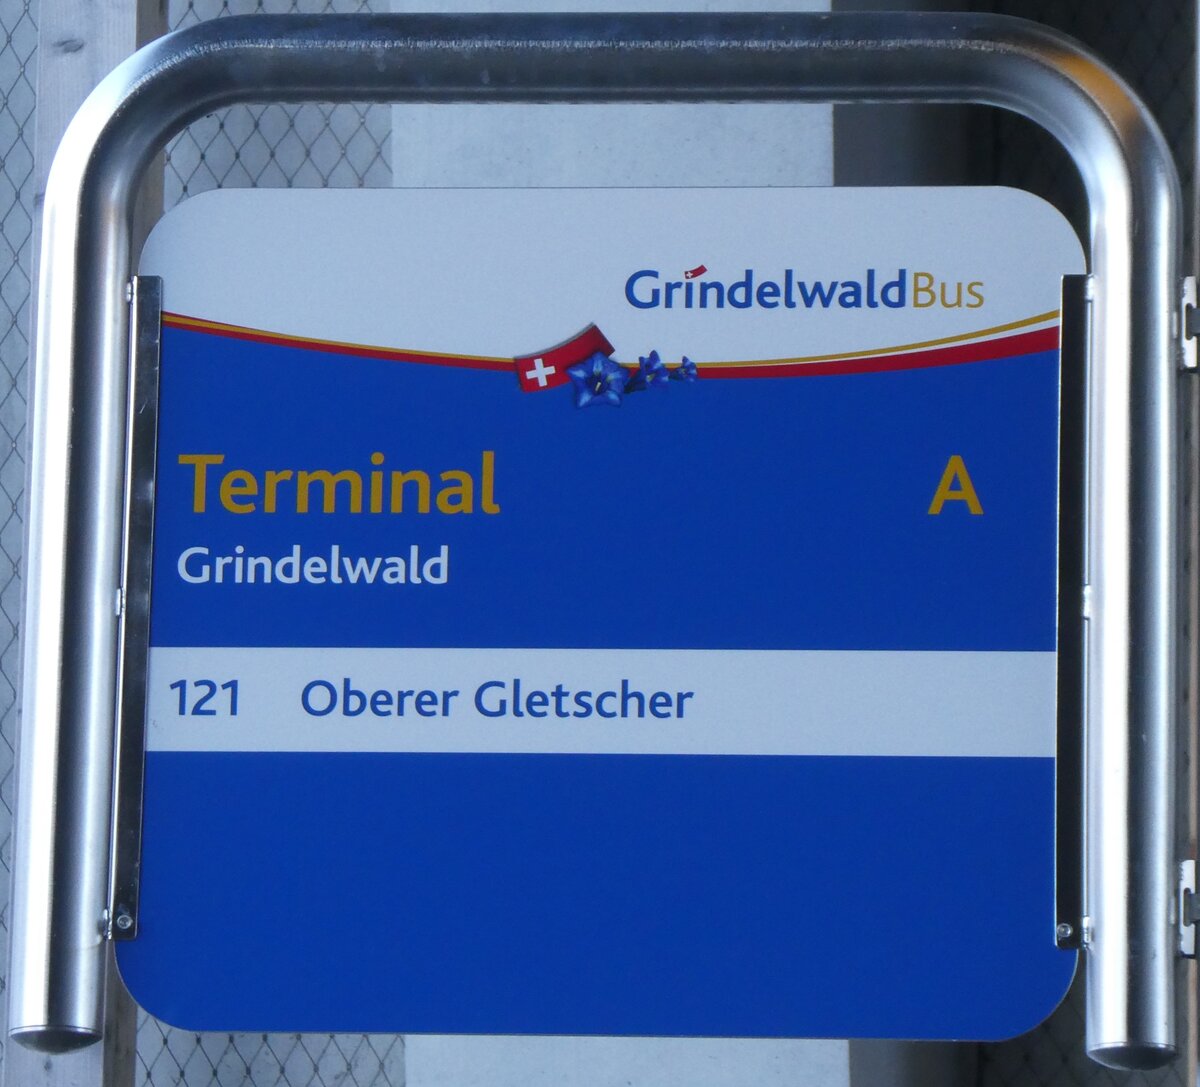 GrindelwaldBus
Terminal A
Grindelwald
121 Oberer Gletscher